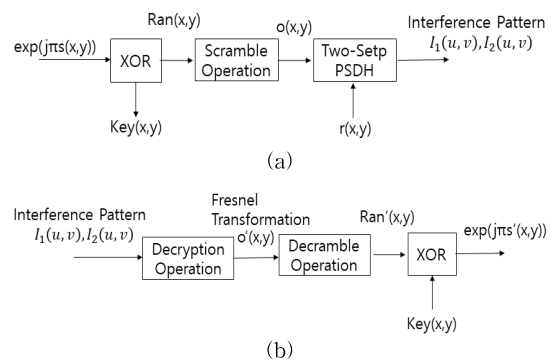 Interference Pattern
I₁(u,v),I₂(u,v)
Ran(x,y)
o(x,y)
exp(jπs(x,y))
XOR
Scramble
Operation
Two-Setp
PSDH
Key(x,y)
r(x,y)
(a)
Interference Pattern
I₁(u,v),I₂(u,v)
Fresnel
Transformation
o'(x,y)
Ran'(x,y)
exp(jπs'(x,y))
Decryption
Operation
Decramble
Operation
XOR
Key(x,y)
(b)